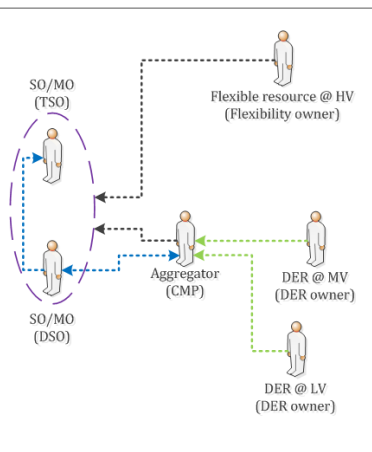 SO/MO
(TSO)
Flexible resource @ HV
(Flexibility owner)
Aggregator
(CMP)
DER @ MV
(DER owner)
SO/MO
(DSO)
DER @ LV
(DER owner)